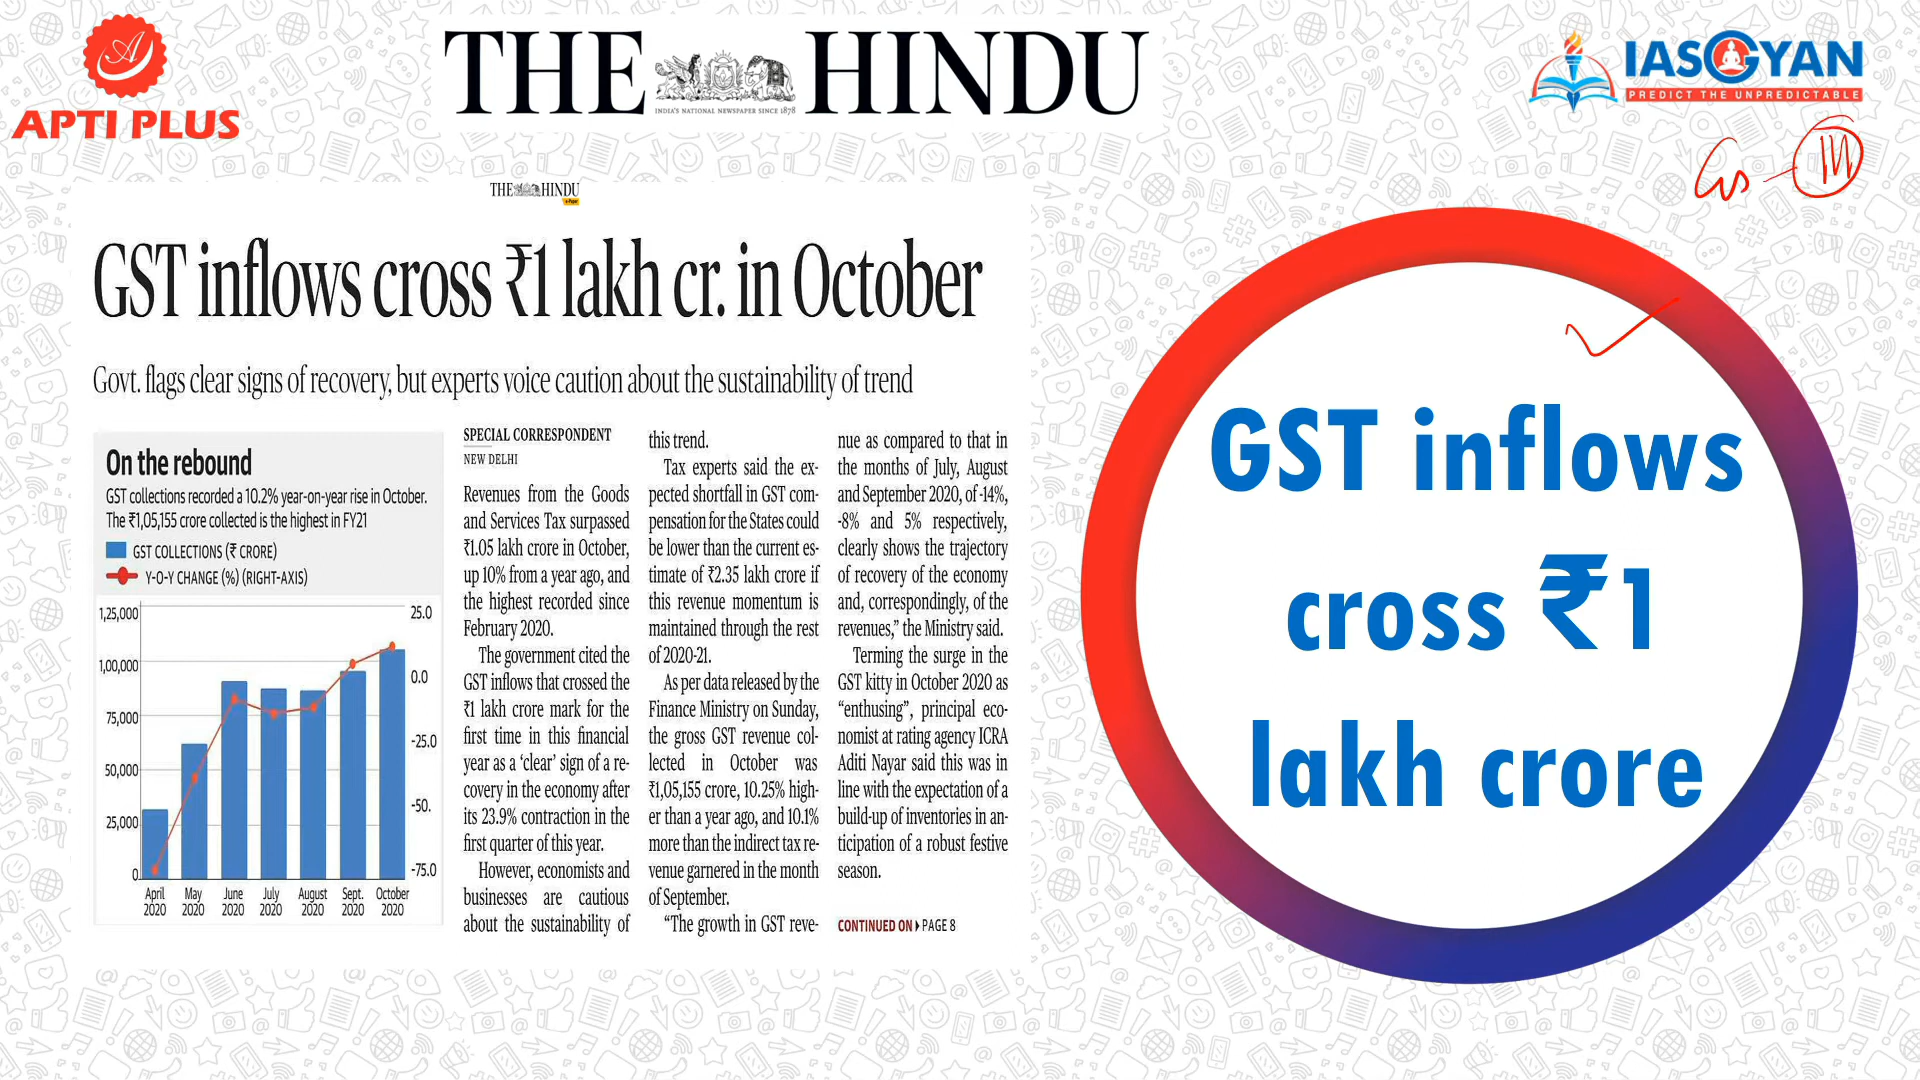 APTI PLUS
THE HINDU
INDIA'S NATIONAL NEWSPAPER SINCE 1878
IASGYAN
PREDICT THE UNPREDICTABLE
GS - III
THE HINDU
e-Paper
GST inflows cross ₹1 lakh cr. in October
Govt. flags clear signs of recovery, but experts voice caution about the sustainability of trend
On the rebound
GST collections recorded a 10.2% year-on-year rise in October.
The ₹1,05,155 crore collected is the highest in FY21
GST COLLECTIONS (₹ CRORE)
Y-O-Y CHANGE (%) (RIGHT-AXIS)
1,25,000
1,00,000
75,000
50,000
25,000
0
25.0
0.0
-25.0
-50.
-75.0
April 2020
May 2020
June 2020
July 2020
August 2020
Sept. 2020
October 2020
SPECIAL CORRESPONDENT
NEW DELHI
Revenues from the Goods
and Services Tax surpassed
₹1.05 lakh crore in October,
up 10% from a year ago, and
the highest recorded since
February 2020.
The government cited the
GST inflows that crossed the
₹1 lakh crore mark for the
first time in this financial
year as a ‘clear’ sign of a re-
covery in the economy after
its 23.9% contraction in the
first quarter of this year.
However, economists and
businesses are cautious
about the sustainability of
this trend.
Tax experts said the ex-
pected shortfall in GST com-
pensation for the States could
be lower than the current es-
timate of ₹2.35 lakh crore if
this revenue momentum is
maintained through the rest
of 2020-21.
As per data released by the
Finance Ministry on Sunday,
the gross GST revenue col-
lected in October was
₹1,05,155 crore, 10.25% high-
er than a year ago, and 10.1%
more than the indirect tax re-
venue garnered in the month
of September.
“The growth in GST reve-
nue as compared to that in
the months of July, August
and September 2020, of -14%,
-8% and 5% respectively,
clearly shows the trajectory
of recovery of the economy
and, correspondingly, of the
revenues,” the Ministry said.
Terming the surge in the
GST kitty in October 2020 as
“enthusing”, principal eco-
nomist at rating agency ICRA
Aditi Nayar said this was in
line with the expectation of a
build-up of inventories in an-
ticipation of a robust festive
season.
CONTINUED ON PAGE 8
GST inflows
cross ₹1
lakh crore